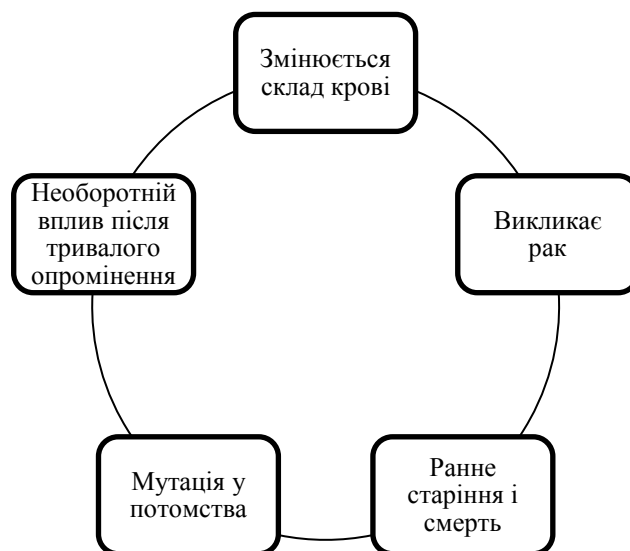 Змінюється
склад крові
Викликає
рак
Раннє
старіння і
смерть
Мутація у
потомства
Необоротній
вплив після
тривалого
опромінення